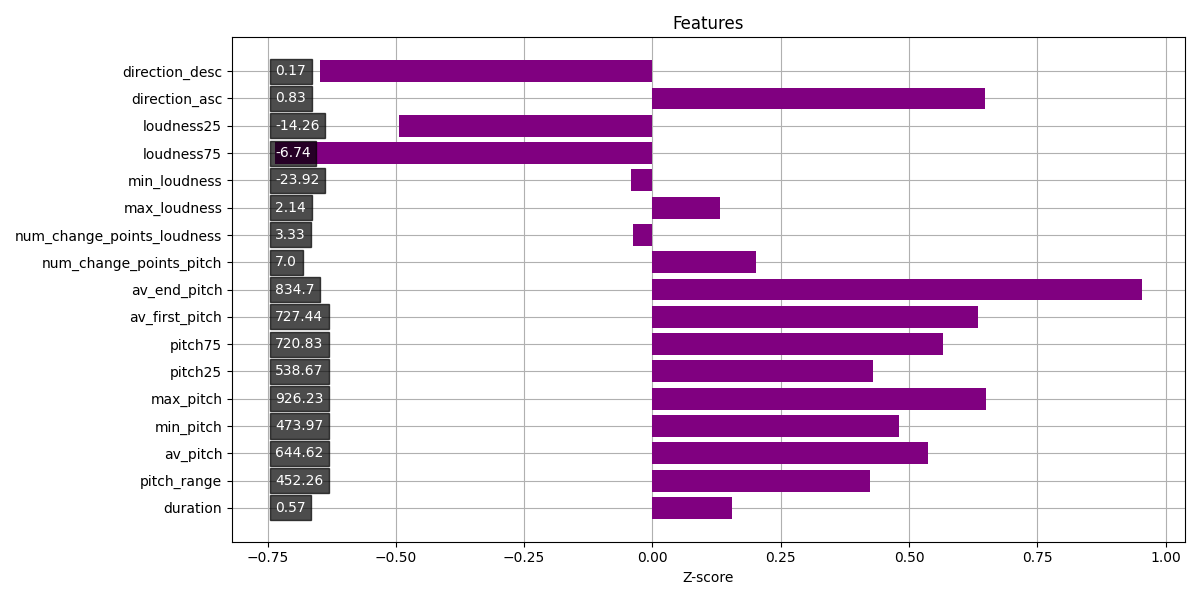 Features
direction_desc 0.17
direction_asc 0.83
loudness25 -14.26
loudness75 -6.74
min_loudness -23.92
max_loudness 2.14
num_change_points_loudness 3.33
num_change_points_pitch 7.0
av_end_pitch 834.7
av_first_pitch 727.44
pitch75 720.83
pitch25 538.67
max_pitch 926.23
min_pitch 473.97
av_pitch 644.62
pitch_range 452.26
duration 0.57
−0.75 −0.50 −0.25 0.00 0.25 0.50 0.75 1.00
Z-score